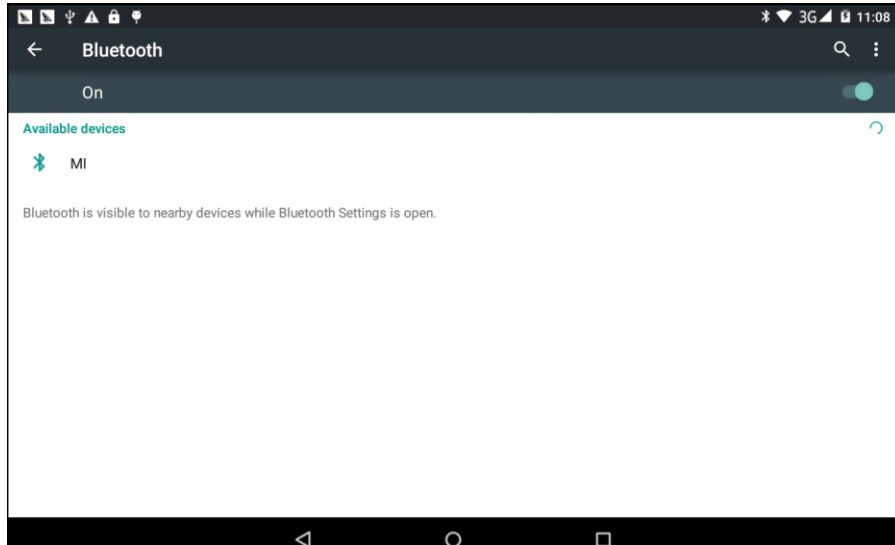 3G 11:08
Bluetooth
On
Available devices
MI
Bluetooth is visible to nearby devices while Bluetooth Settings is open.